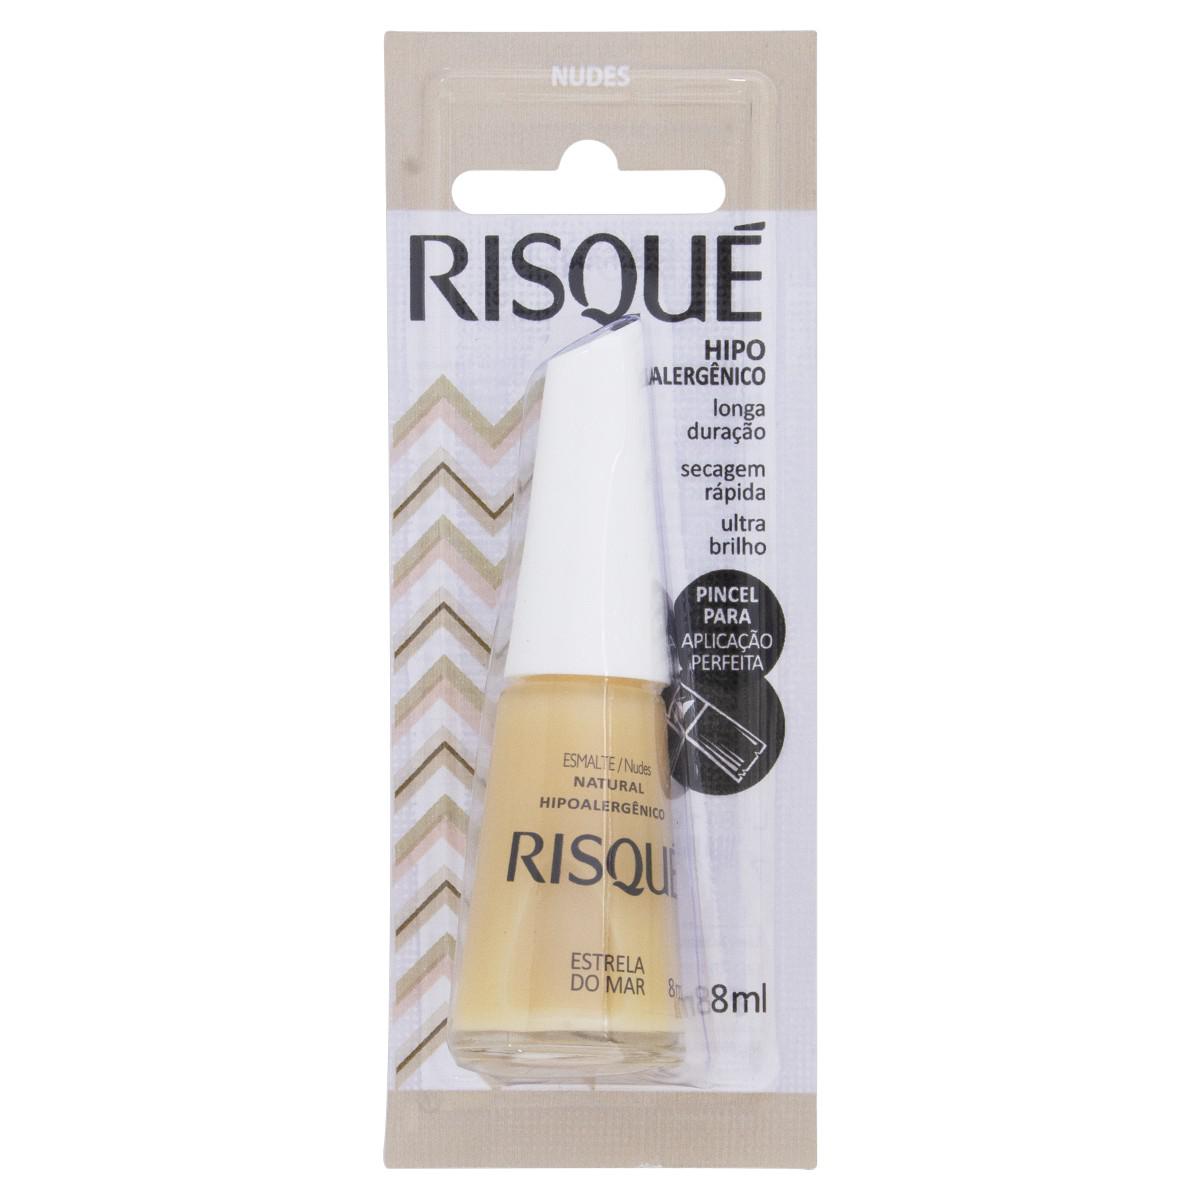 NUDES
RISQUÉ
HIPO
ALERGÊNICO
longa
duração
secagem
rápida
ultra
brilho
PINCEL
PARA
APLICAÇÃO
PERFEITA
ESMALTE / Nudes
NATURAL
HIPOALERGÊNICO
RISQUÉ
ESTRELA
DO MAR
8ml